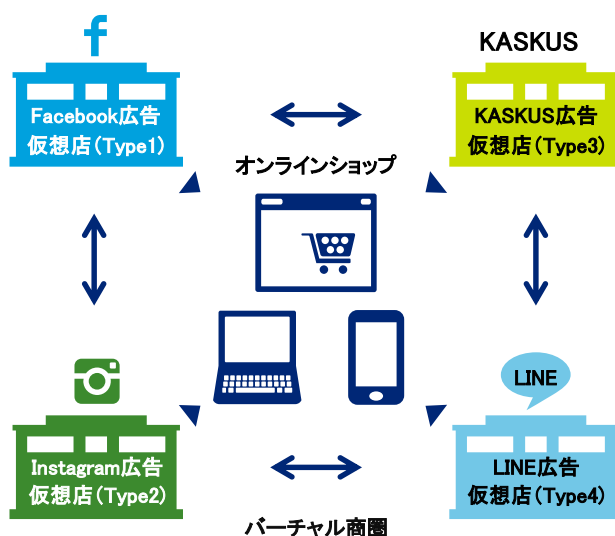 KASKUS
Facebook広告
仮想店(Type1)
KASKUS広告
仮想店(Type3)
オンラインショップ
LINE
Instagram広告
仮想店(Type2)
LINE広告
仮想店(Type4)
バーチャル商圏